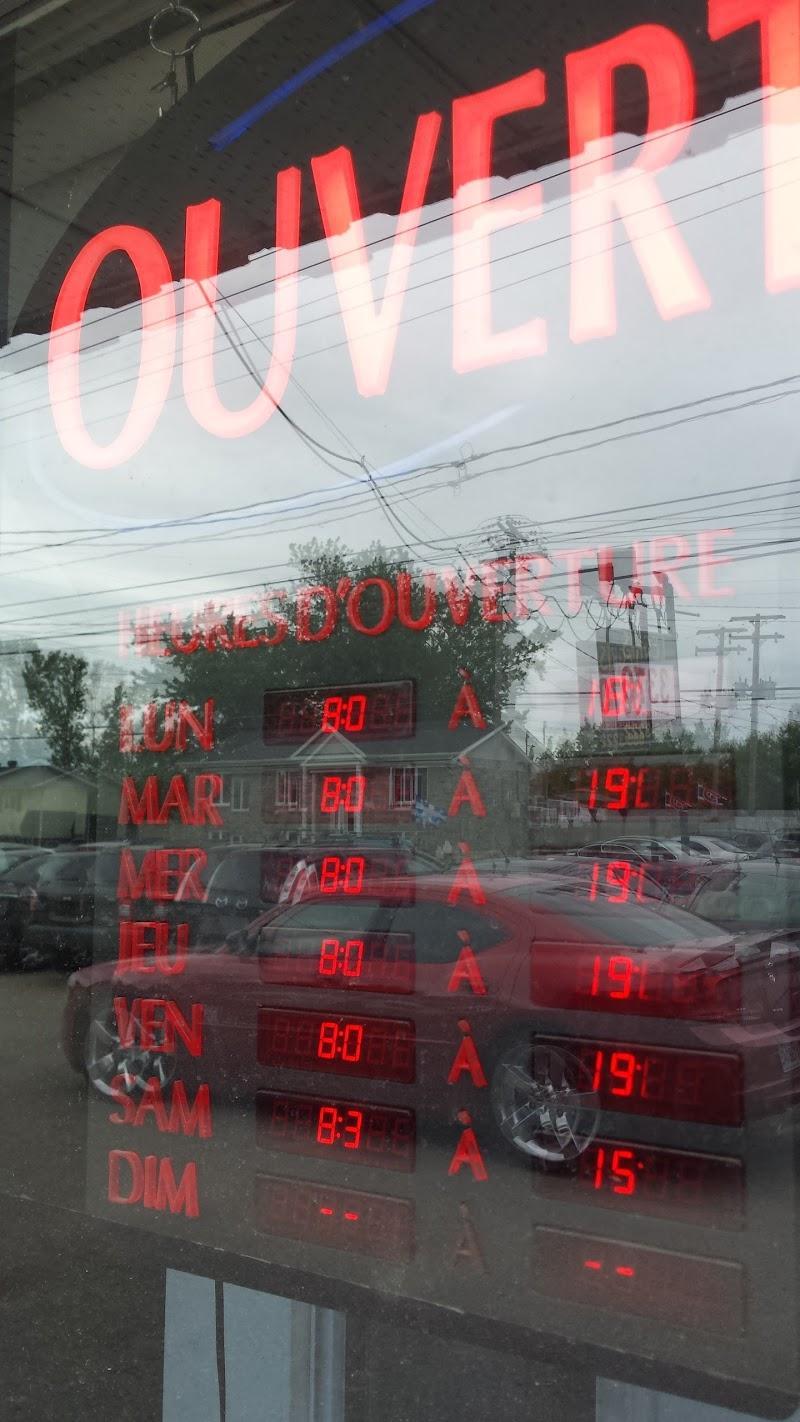 OUVERT
HEURES D'OUVERTURE
LUN 8:0 À 19:
MAR 8:0 À 19:
MER 8:0 À 19:
JEU 8:0 À 19:
VEN 8:0 À 19:
SAM 8:3 À 15:
DIM -- À --